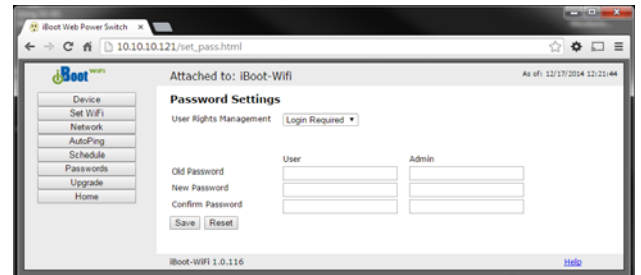 iBoot Web Power Switch
10.10.10.121/set_pass.html
iBoot WiFi
Attached to: iBoot-Wifi
As of: 12/17/2014 12:21:44
Device
Set WiFi
Network
AutoPing
Schedule
Passwords
Upgrade
Home
Password Settings
User Rights Management Login Required
User Admin
Old Password
New Password
Confirm Password
Save Reset
iBoot-WiFi 1.0.116 Help